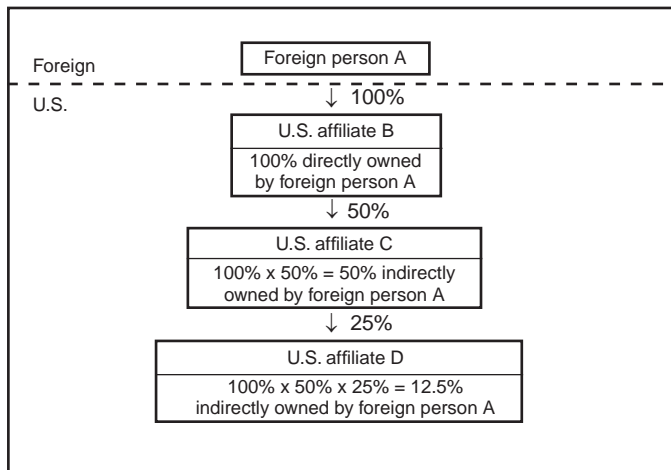 Foreign person A
Foreign
U.S.
↓ 100%
U.S. affiliate B
100% directly owned
by foreign person A
↓ 50%
U.S. affiliate C
100% x 50% = 50% indirectly
owned by foreign person A
↓ 25%
U.S. affiliate D
100% x 50% x 25% = 12.5%
indirectly owned by foreign person A